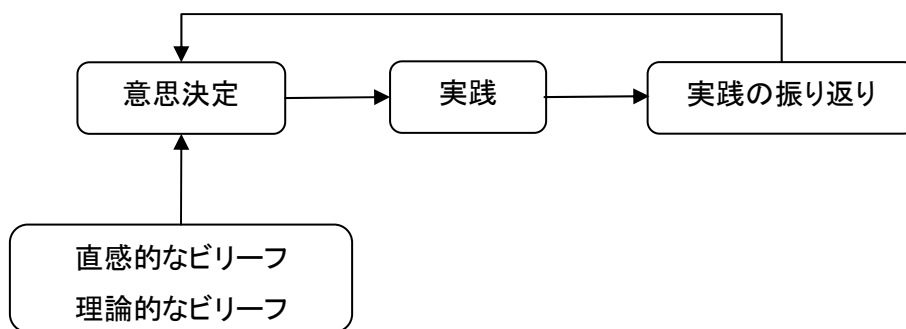 意思決定
実践
実践の振り返り
直感的なビリーフ
理論的なビリーフ